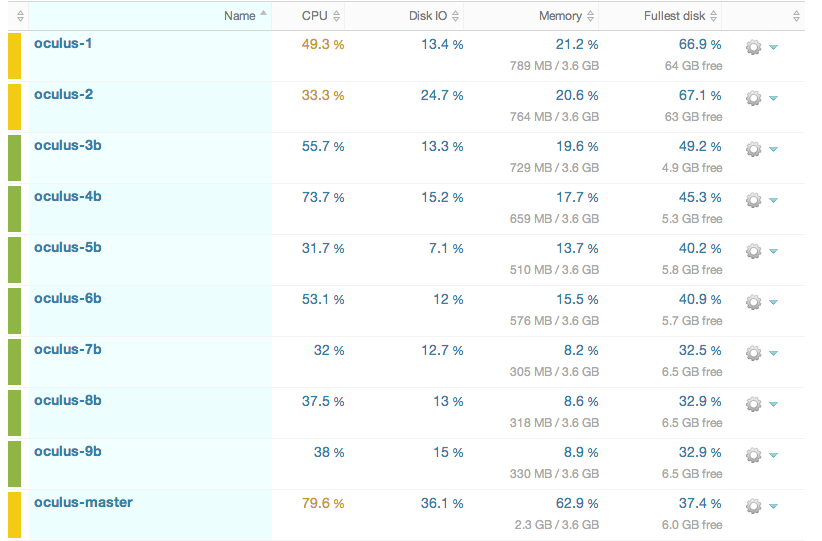 Name CPU Disk IO Memory Fullest disk
oculus-1 49.3 % 13.4 % 21.2 % 66.9 %
789 MB / 3.6 GB 64 GB free
oculus-2 33.3 % 24.7 % 20.6 % 67.1 %
764 MB / 3.6 GB 63 GB free
oculus-3b 55.7 % 13.3 % 19.6 % 49.2 %
729 MB / 3.6 GB 4.9 GB free
oculus-4b 73.7 % 15.2 % 17.7 % 45.3 %
659 MB / 3.6 GB 5.3 GB free
oculus-5b 31.7 % 7.1 % 13.7 % 40.2 %
510 MB / 3.6 GB 5.8 GB free
oculus-6b 53.1 % 12 % 15.5 % 40.9 %
576 MB / 3.6 GB 5.7 GB free
oculus-7b 32 % 12.7 % 8.2 % 32.5 %
305 MB / 3.6 GB 6.5 GB free
oculus-8b 37.5 % 13 % 8.6 % 32.9 %
318 MB / 3.6 GB 6.5 GB free
oculus-9b 38 % 15 % 8.9 % 32.9 %
330 MB / 3.6 GB 6.5 GB free
oculus-master 79.6 % 36.1 % 62.9 % 37.4 %
2.3 GB / 3.6 GB 6.0 GB free